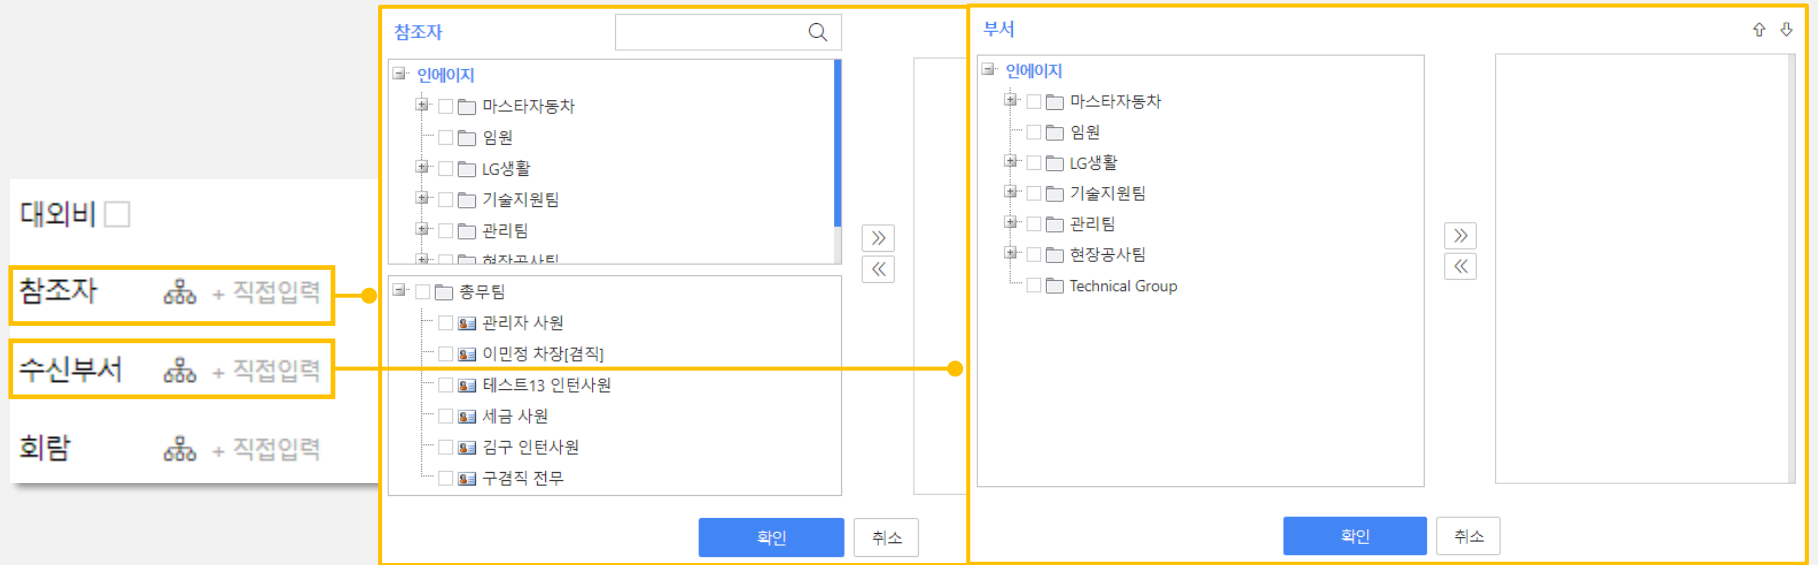 대외비
참조자 + 직접입력
수신부서 + 직접입력
회람 + 직접입력
참조자
인에이지
마스타자동차
임원
LG생활
기술지원팀
관리팀
현장공사팀
총무팀
관리자 사원
이민정 차장[겸직]
테스트13 인턴사원
세금 사원
김구 인턴사원
구겸직 전무
확인 취소
부서
인에이지
마스타자동차
임원
LG생활
기술지원팀
관리팀
현장공사팀
Technical Group
확인 취소